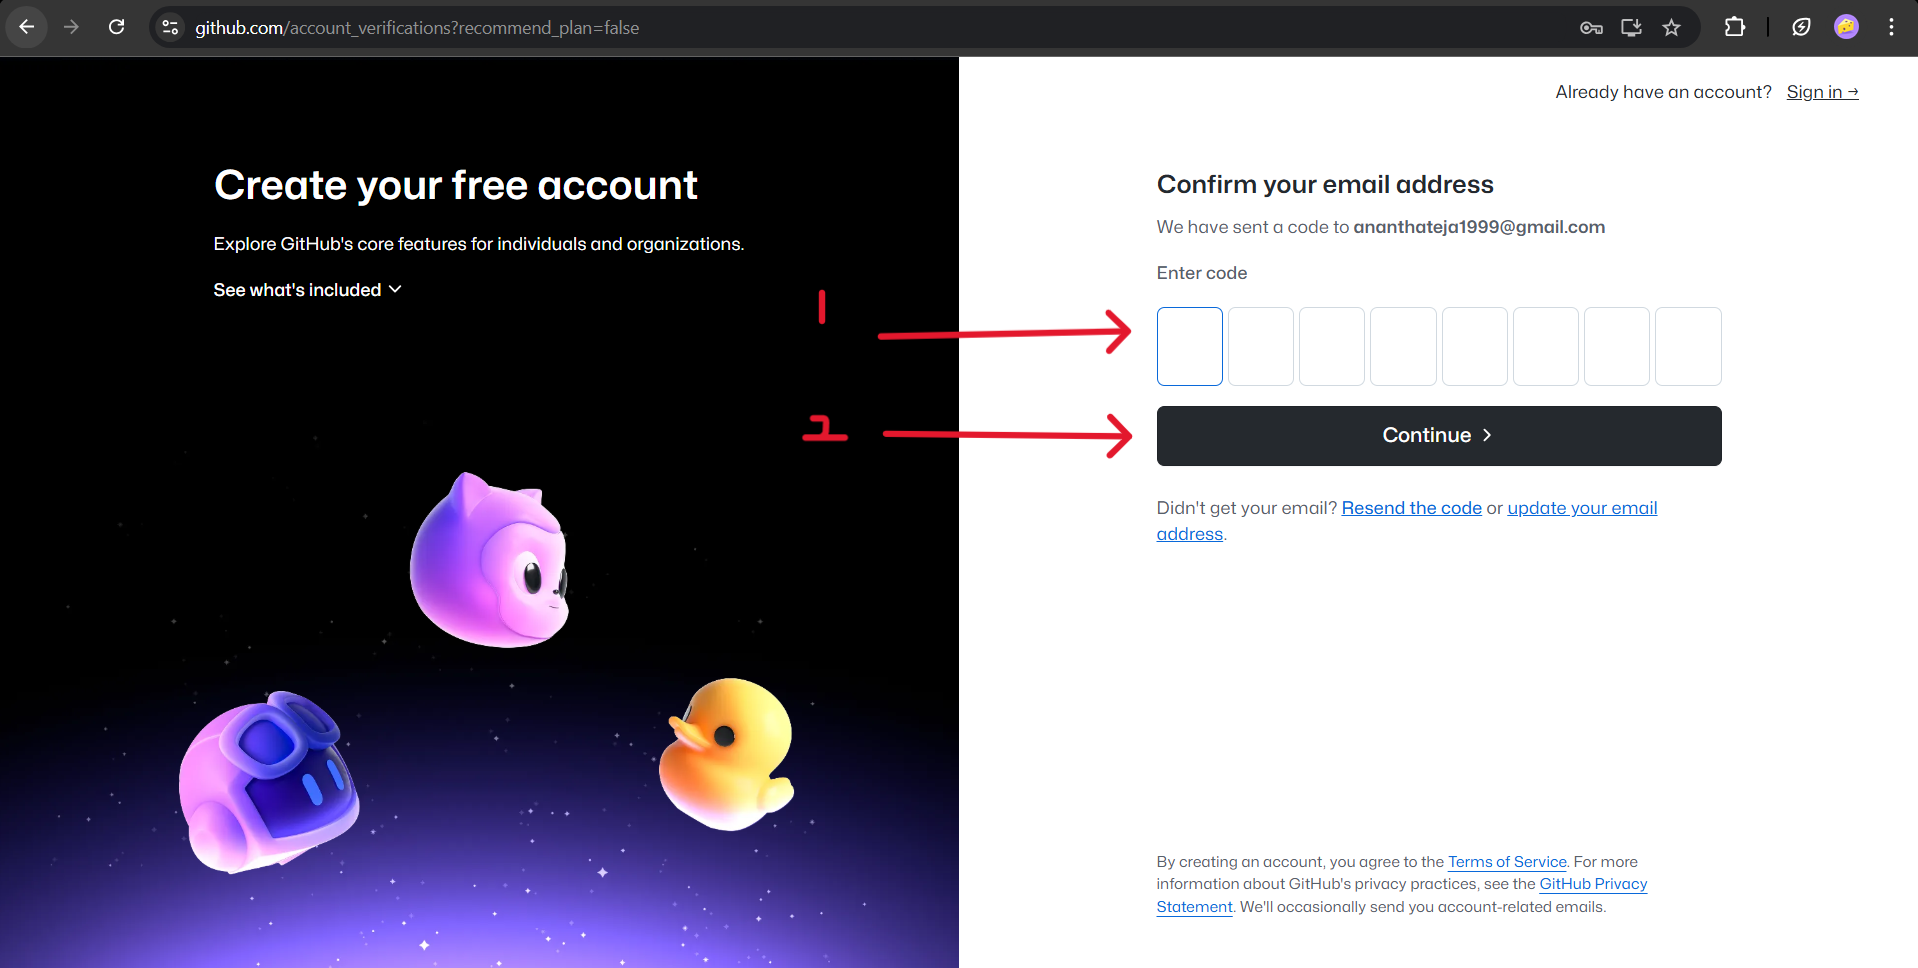 github.com/account_verifications?recommend_plan=false
Already have an account? Sign in →
Create your free account
Explore GitHub's core features for individuals and organizations.
See what's included
Confirm your email address
We have sent a code to ananthateja1999@gmail.com
Enter code
1
2
Continue
Didn't get your email? Resend the code or update your email
address.
By creating an account, you agree to the Terms of Service. For more
information about GitHub's privacy practices, see the GitHub Privacy
Statement. We'll occasionally send you account-related emails.